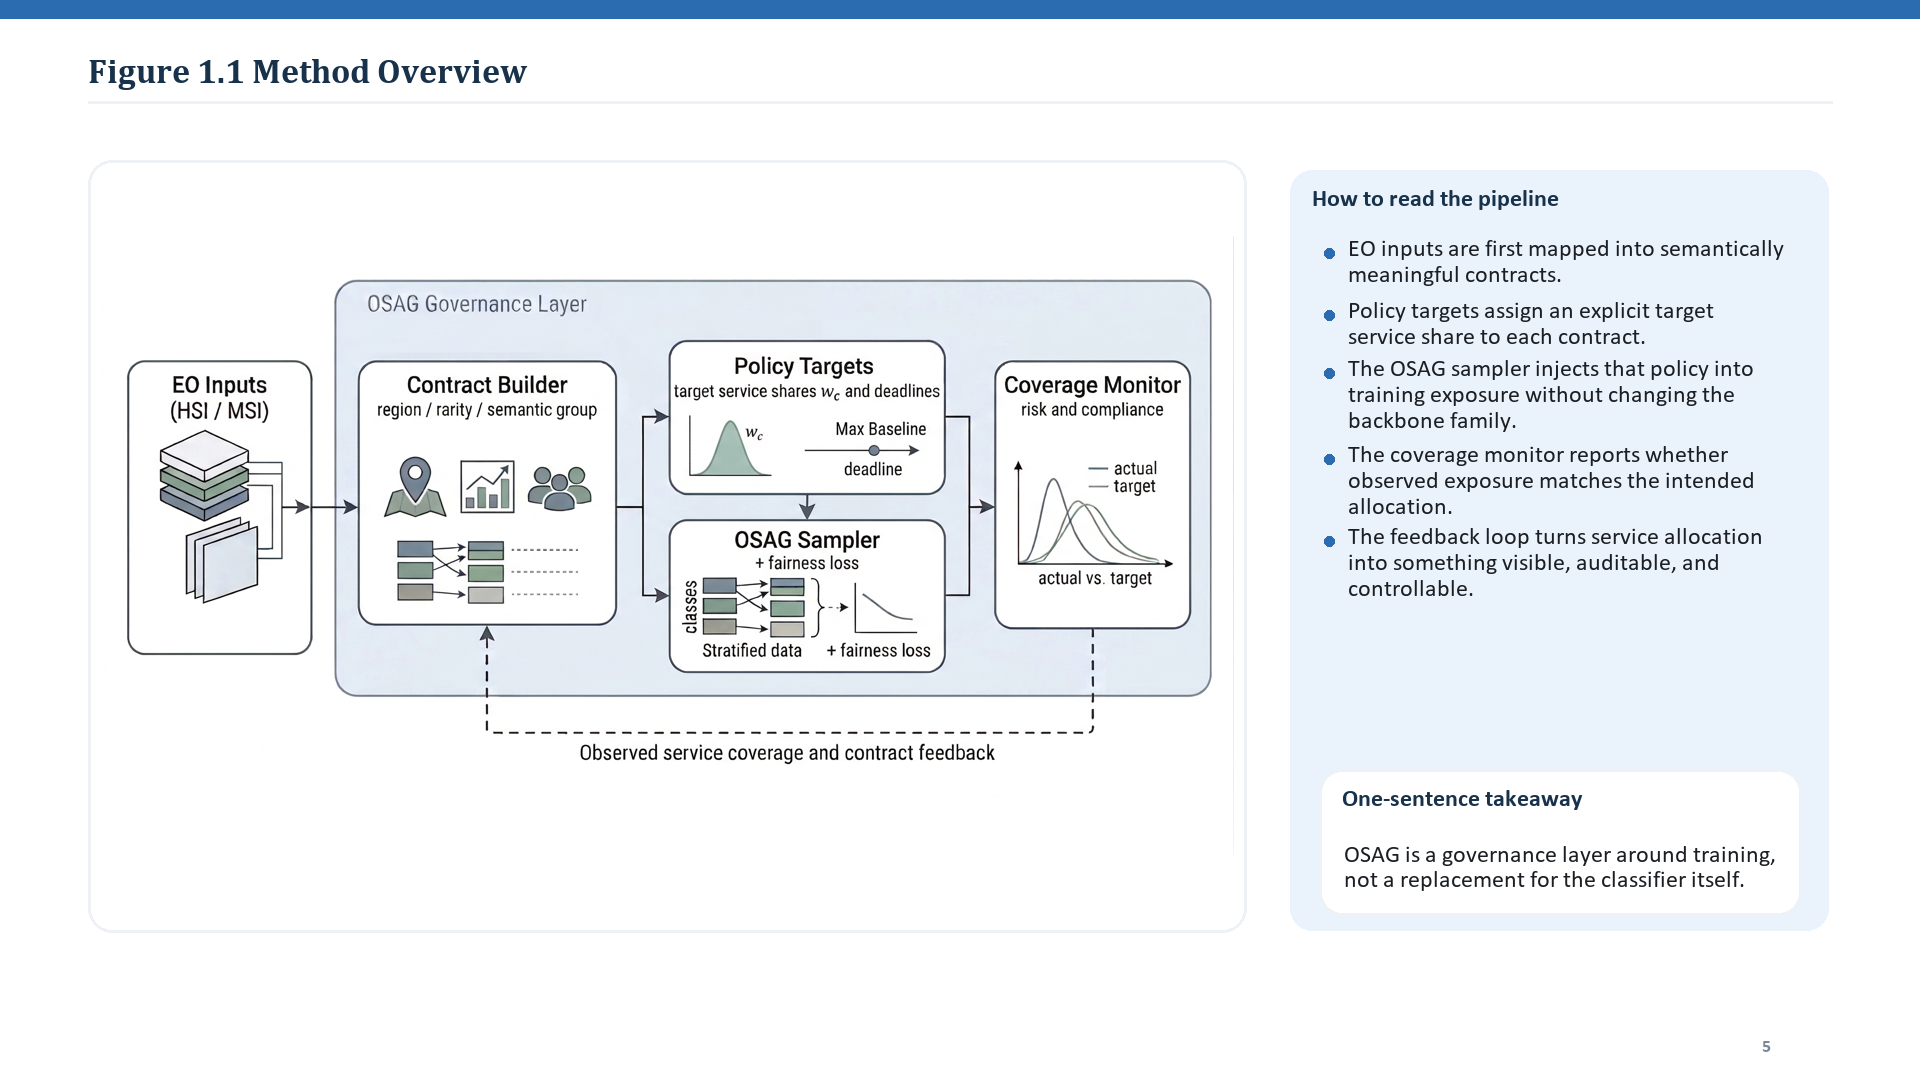 Figure 1.1 Method Overview
OSAG Governance Layer
EO Inputs
(HSI / MSI)
Contract Builder
region / rarity / semantic group
Policy Targets
target service shares w_c and deadlines
w_c
Max Baseline
deadline
OSAG Sampler
+ fairness loss
classes
Stratified data
+ fairness loss
Coverage Monitor
risk and compliance
actual
target
actual vs. target
Observed service coverage and contract feedback
How to read the pipeline
EO inputs are first mapped into semantically
meaningful contracts.
Policy targets assign an explicit target
service share to each contract.
The OSAG sampler injects that policy into
training exposure without changing the
backbone family.
The coverage monitor reports whether
observed exposure matches the intended
allocation.
The feedback loop turns service allocation
into something visible, auditable, and
controllable.
One-sentence takeaway
OSAG is a governance layer around training,
not a replacement for the classifier itself.
5